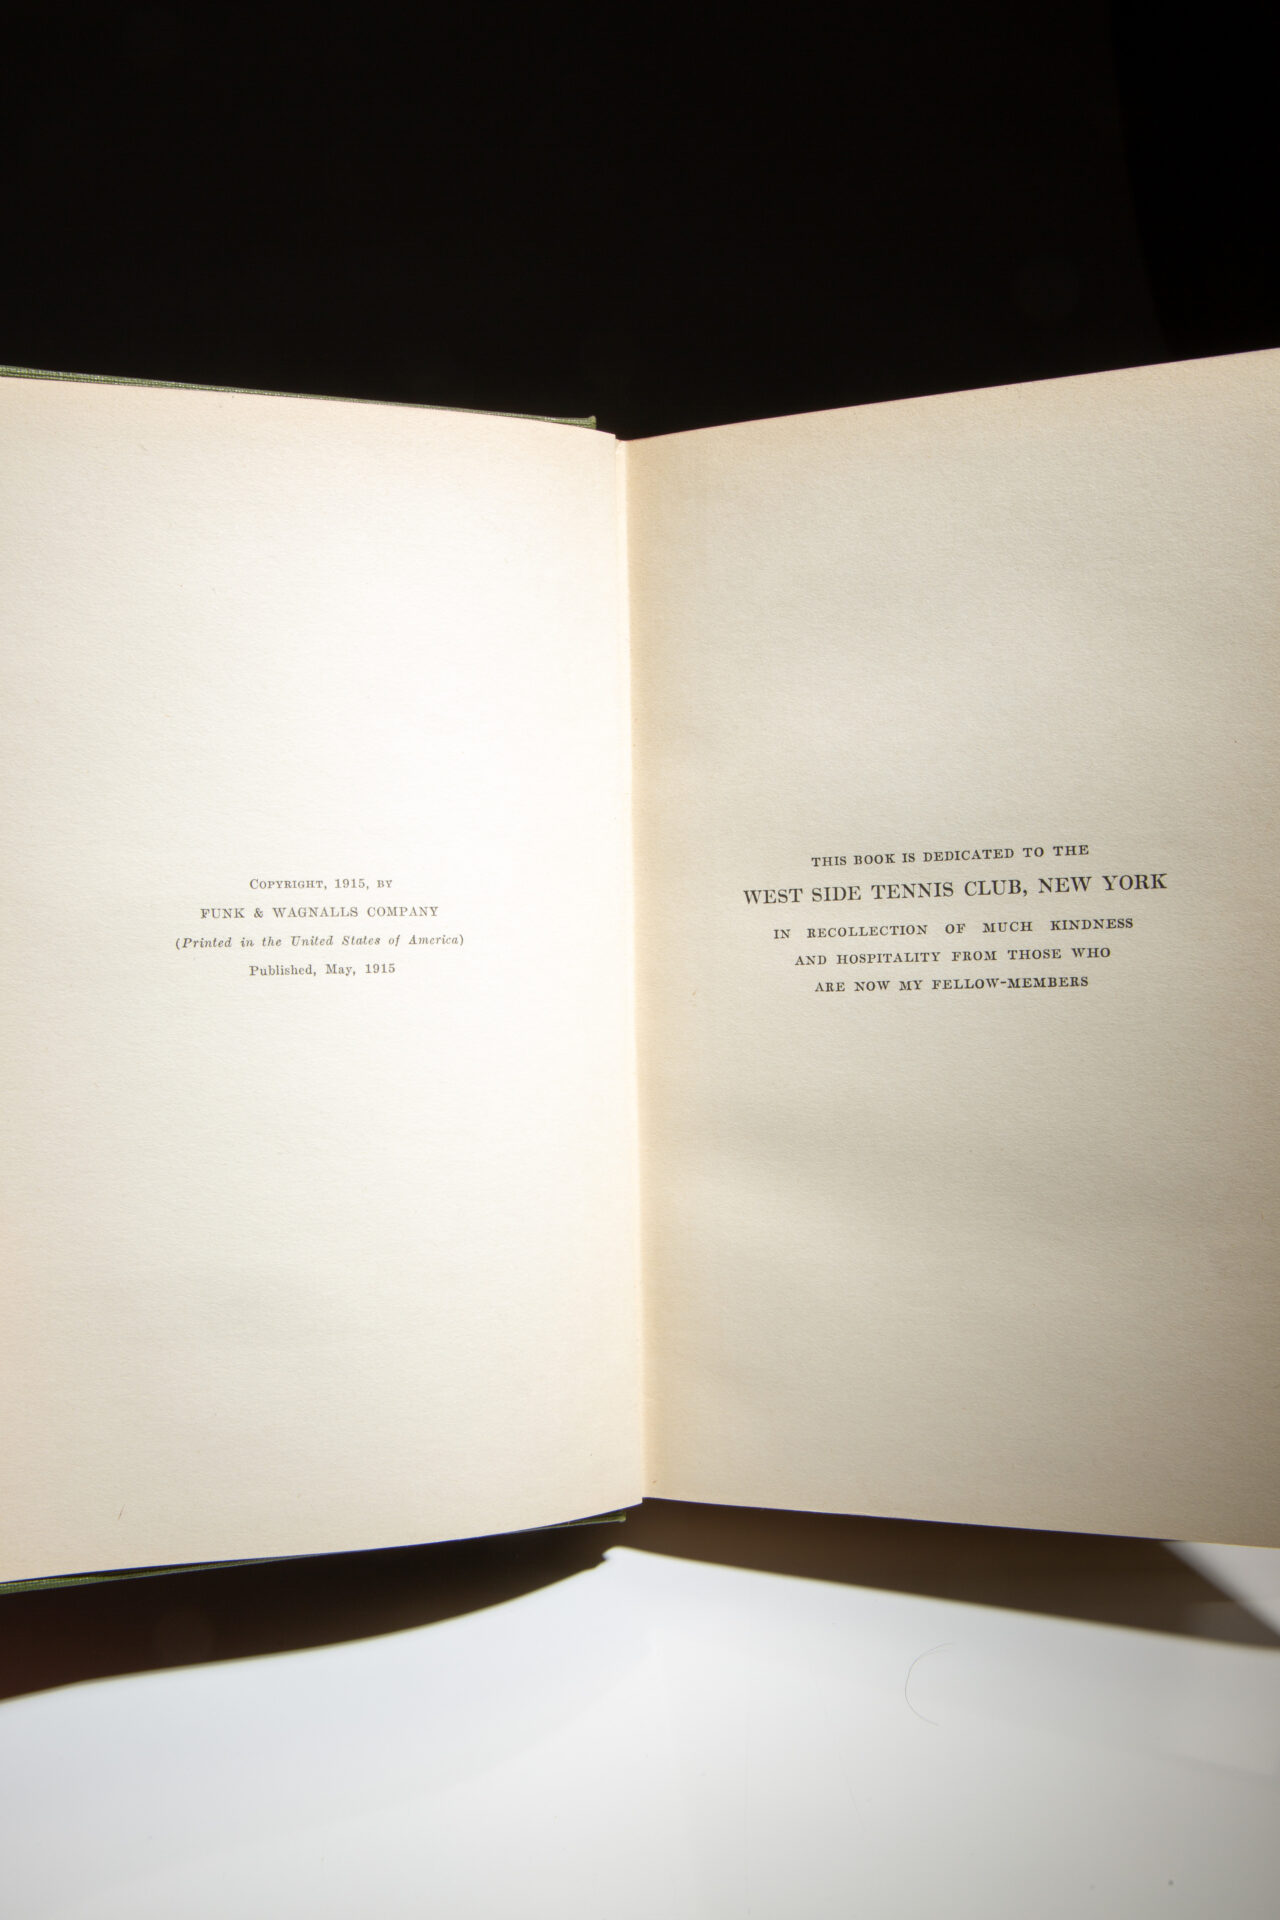 Copyright, 1915, by
FUNK & WAGNALLS COMPANY
(Printed in the United States of America)
Published, May, 1915
THIS BOOK IS DEDICATED TO THE
WEST SIDE TENNIS CLUB, NEW YORK
IN RECOLLECTION OF MUCH KINDNESS
AND HOSPITALITY FROM THOSE WHO
ARE NOW MY FELLOW-MEMBERS